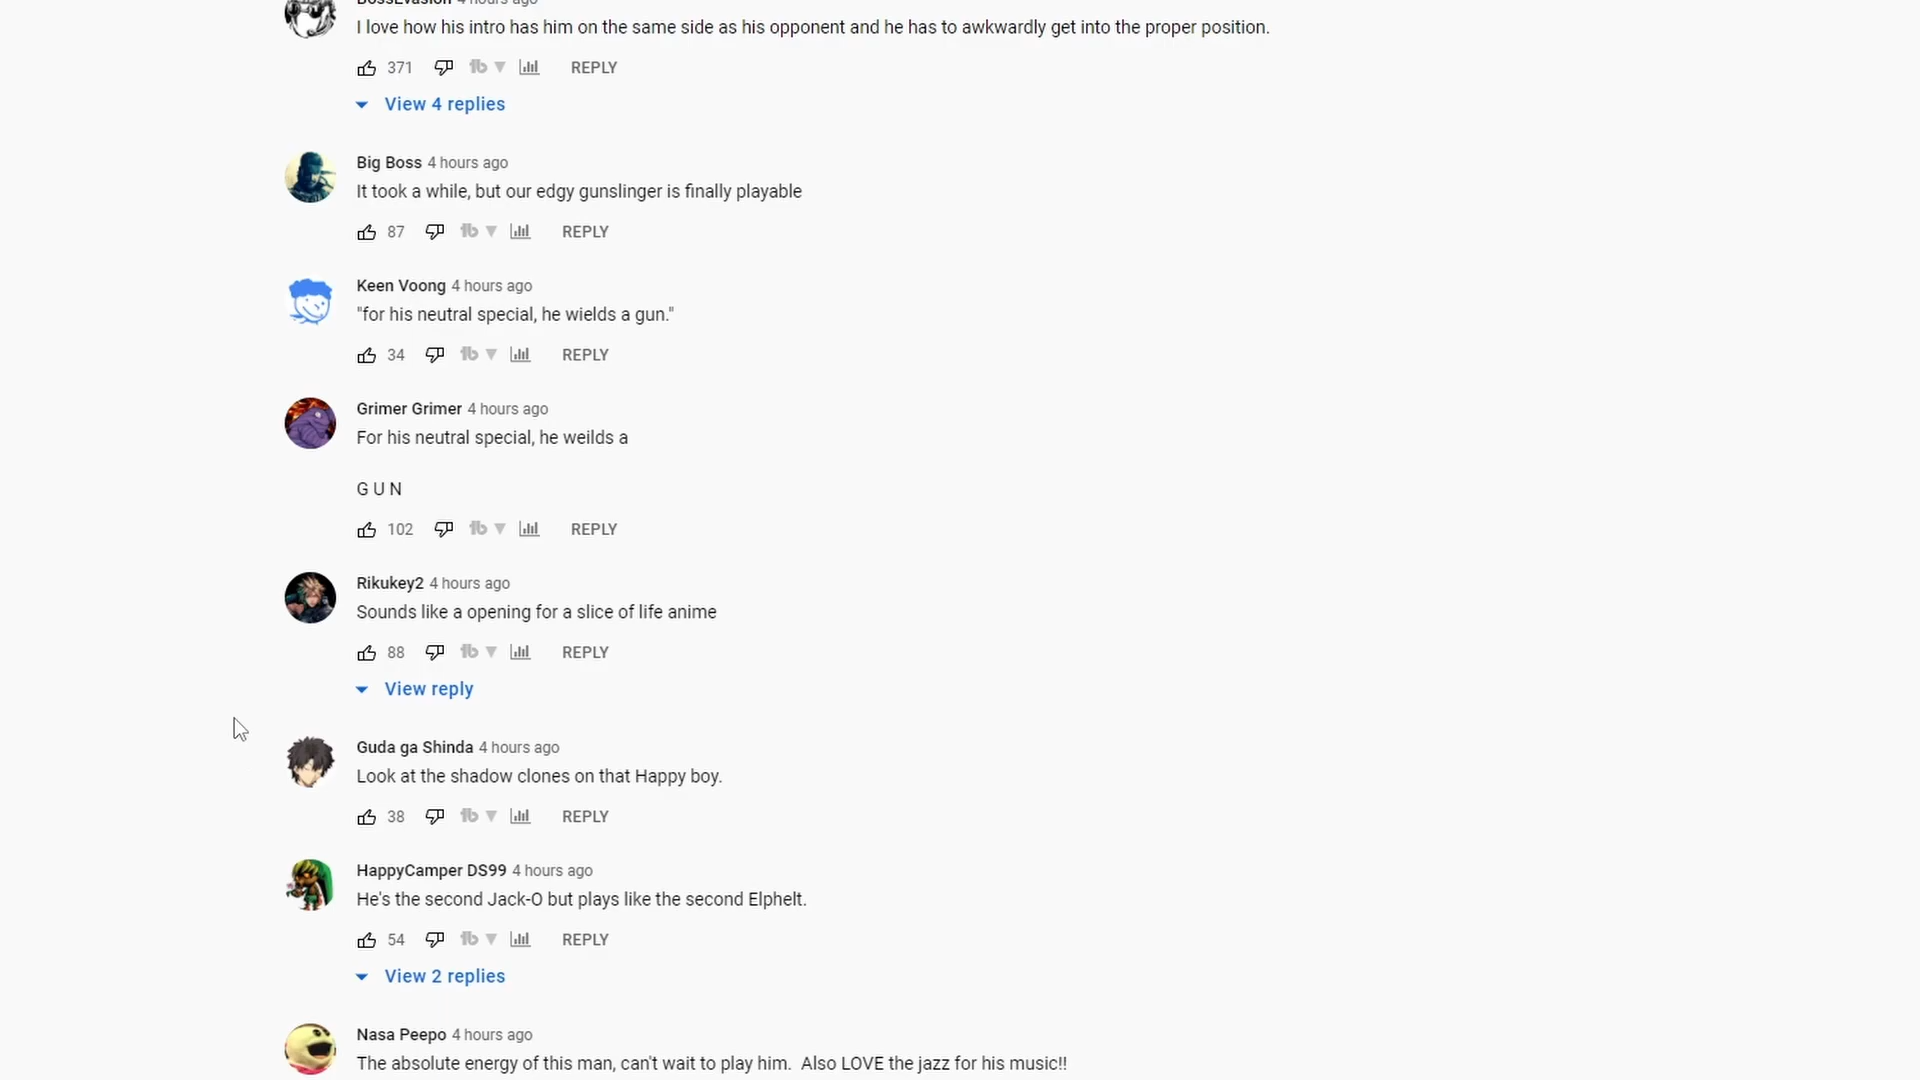 BossEvasion 4 hours ago
I love how his intro has him on the same side as his opponent and he has to awkwardly get into the proper position.
371 REPLY
View 4 replies
Big Boss 4 hours ago
It took a while, but our edgy gunslinger is finally playable
87 REPLY
Keen Voong 4 hours ago
"for his neutral special, he wields a gun."
34 REPLY
Grimer Grimer 4 hours ago
For his neutral special, he weilds a
G U N
102 REPLY
Rikukey2 4 hours ago
Sounds like a opening for a slice of life anime
88 REPLY
View reply
Guda ga Shinda 4 hours ago
Look at the shadow clones on that Happy boy.
38 REPLY
HappyCamper DS99 4 hours ago
He's the second Jack-O but plays like the second Elphelt.
54 REPLY
View 2 replies
Nasa Peepo 4 hours ago
The absolute energy of this man, can't wait to play him. Also LOVE the jazz for his music!!